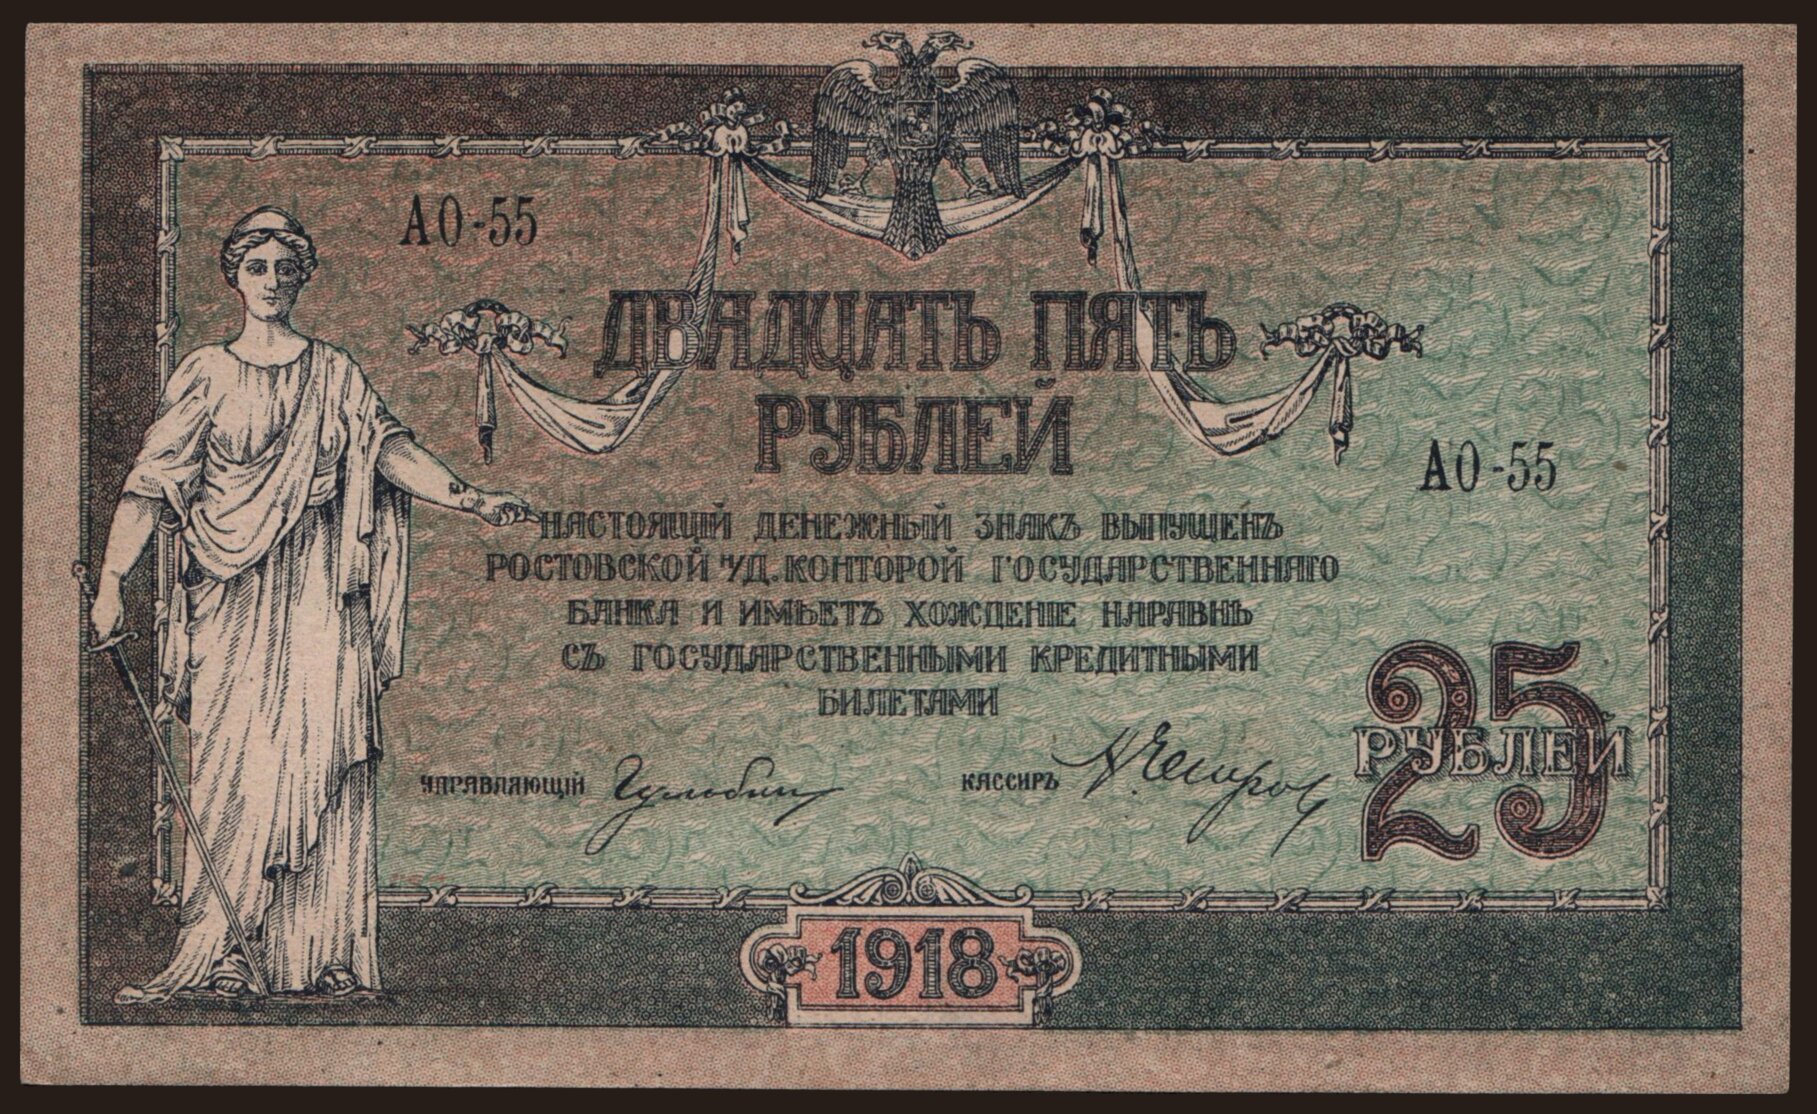 АО-55
ДВАДЦАТЬ ПЯТЬ
РУБЛЕЙ
АО-55
НАСТОЯЩІЙ ДЕНЕЖНЫЙ ЗНАКЪ ВЫПУЩЕНЪ
РОСТОВСКОЙ Н/Д. КОНТОРОЙ ГОСУДАРСТВЕННАГО
БАНКА И ИМѢЕТЪ ХОЖДЕНІЕ НАРАВНѢ
СЪ ГОСУДАРСТВЕННЫМИ КРЕДИТНЫМИ
БИЛЕТАМИ
25
РУБЛЕЙ
УПРАВЛЯЮЩІЙ
КАССИРЪ
1918